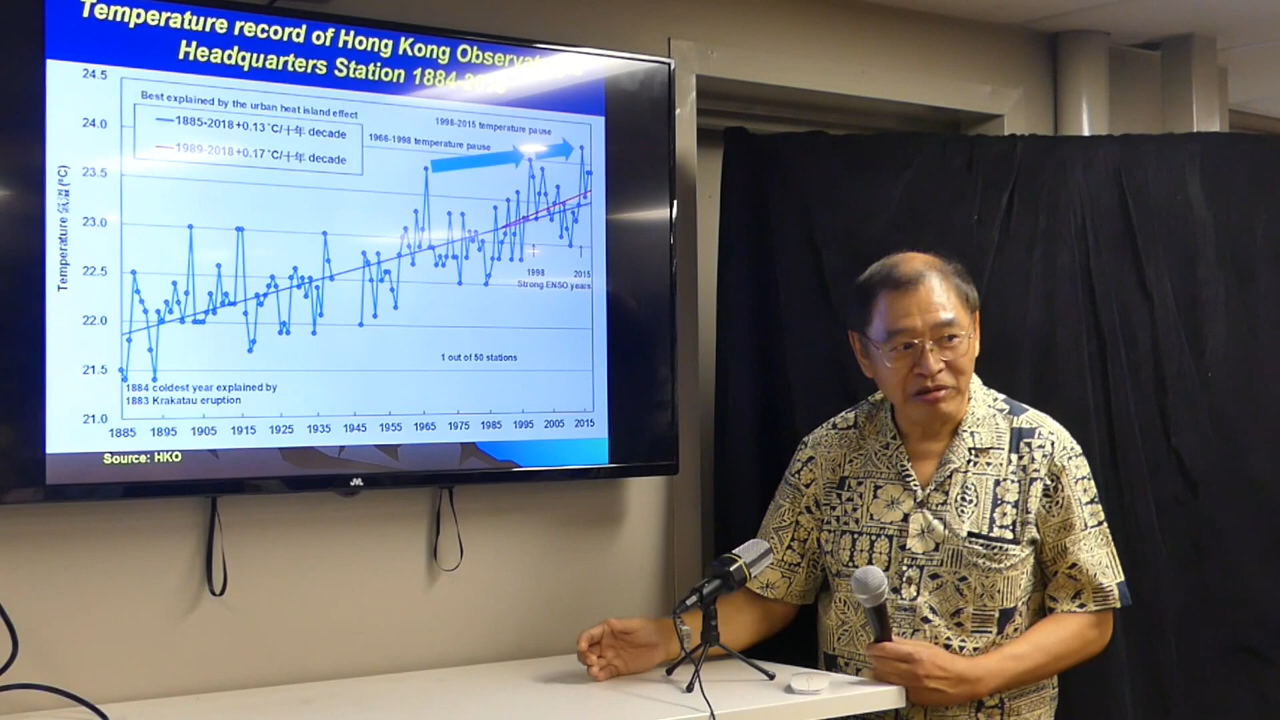 Temperature record of Hong Kong
Headquarters Station 1884-
24.5
24.0
23.5
23.0
22.5
22.0
21.5
21.0
Temperature 氣溫 (°C)
Best explained by the urban heat island effect
1885-2018+0.13 °C/十年 decade
1989-2018+0.17 °C/十年 decade
1998-2015 temperature pause
1966-1998 temperature pause
1998
2015
Strong ENSO years
1 out of 50 stations
1884 coldest year explained by
1883 Krakatau eruption
1885 1895 1905 1915 1925 1935 1945 1955 1965 1975 1985 1995 2005 2015
Source: HKO
JVC